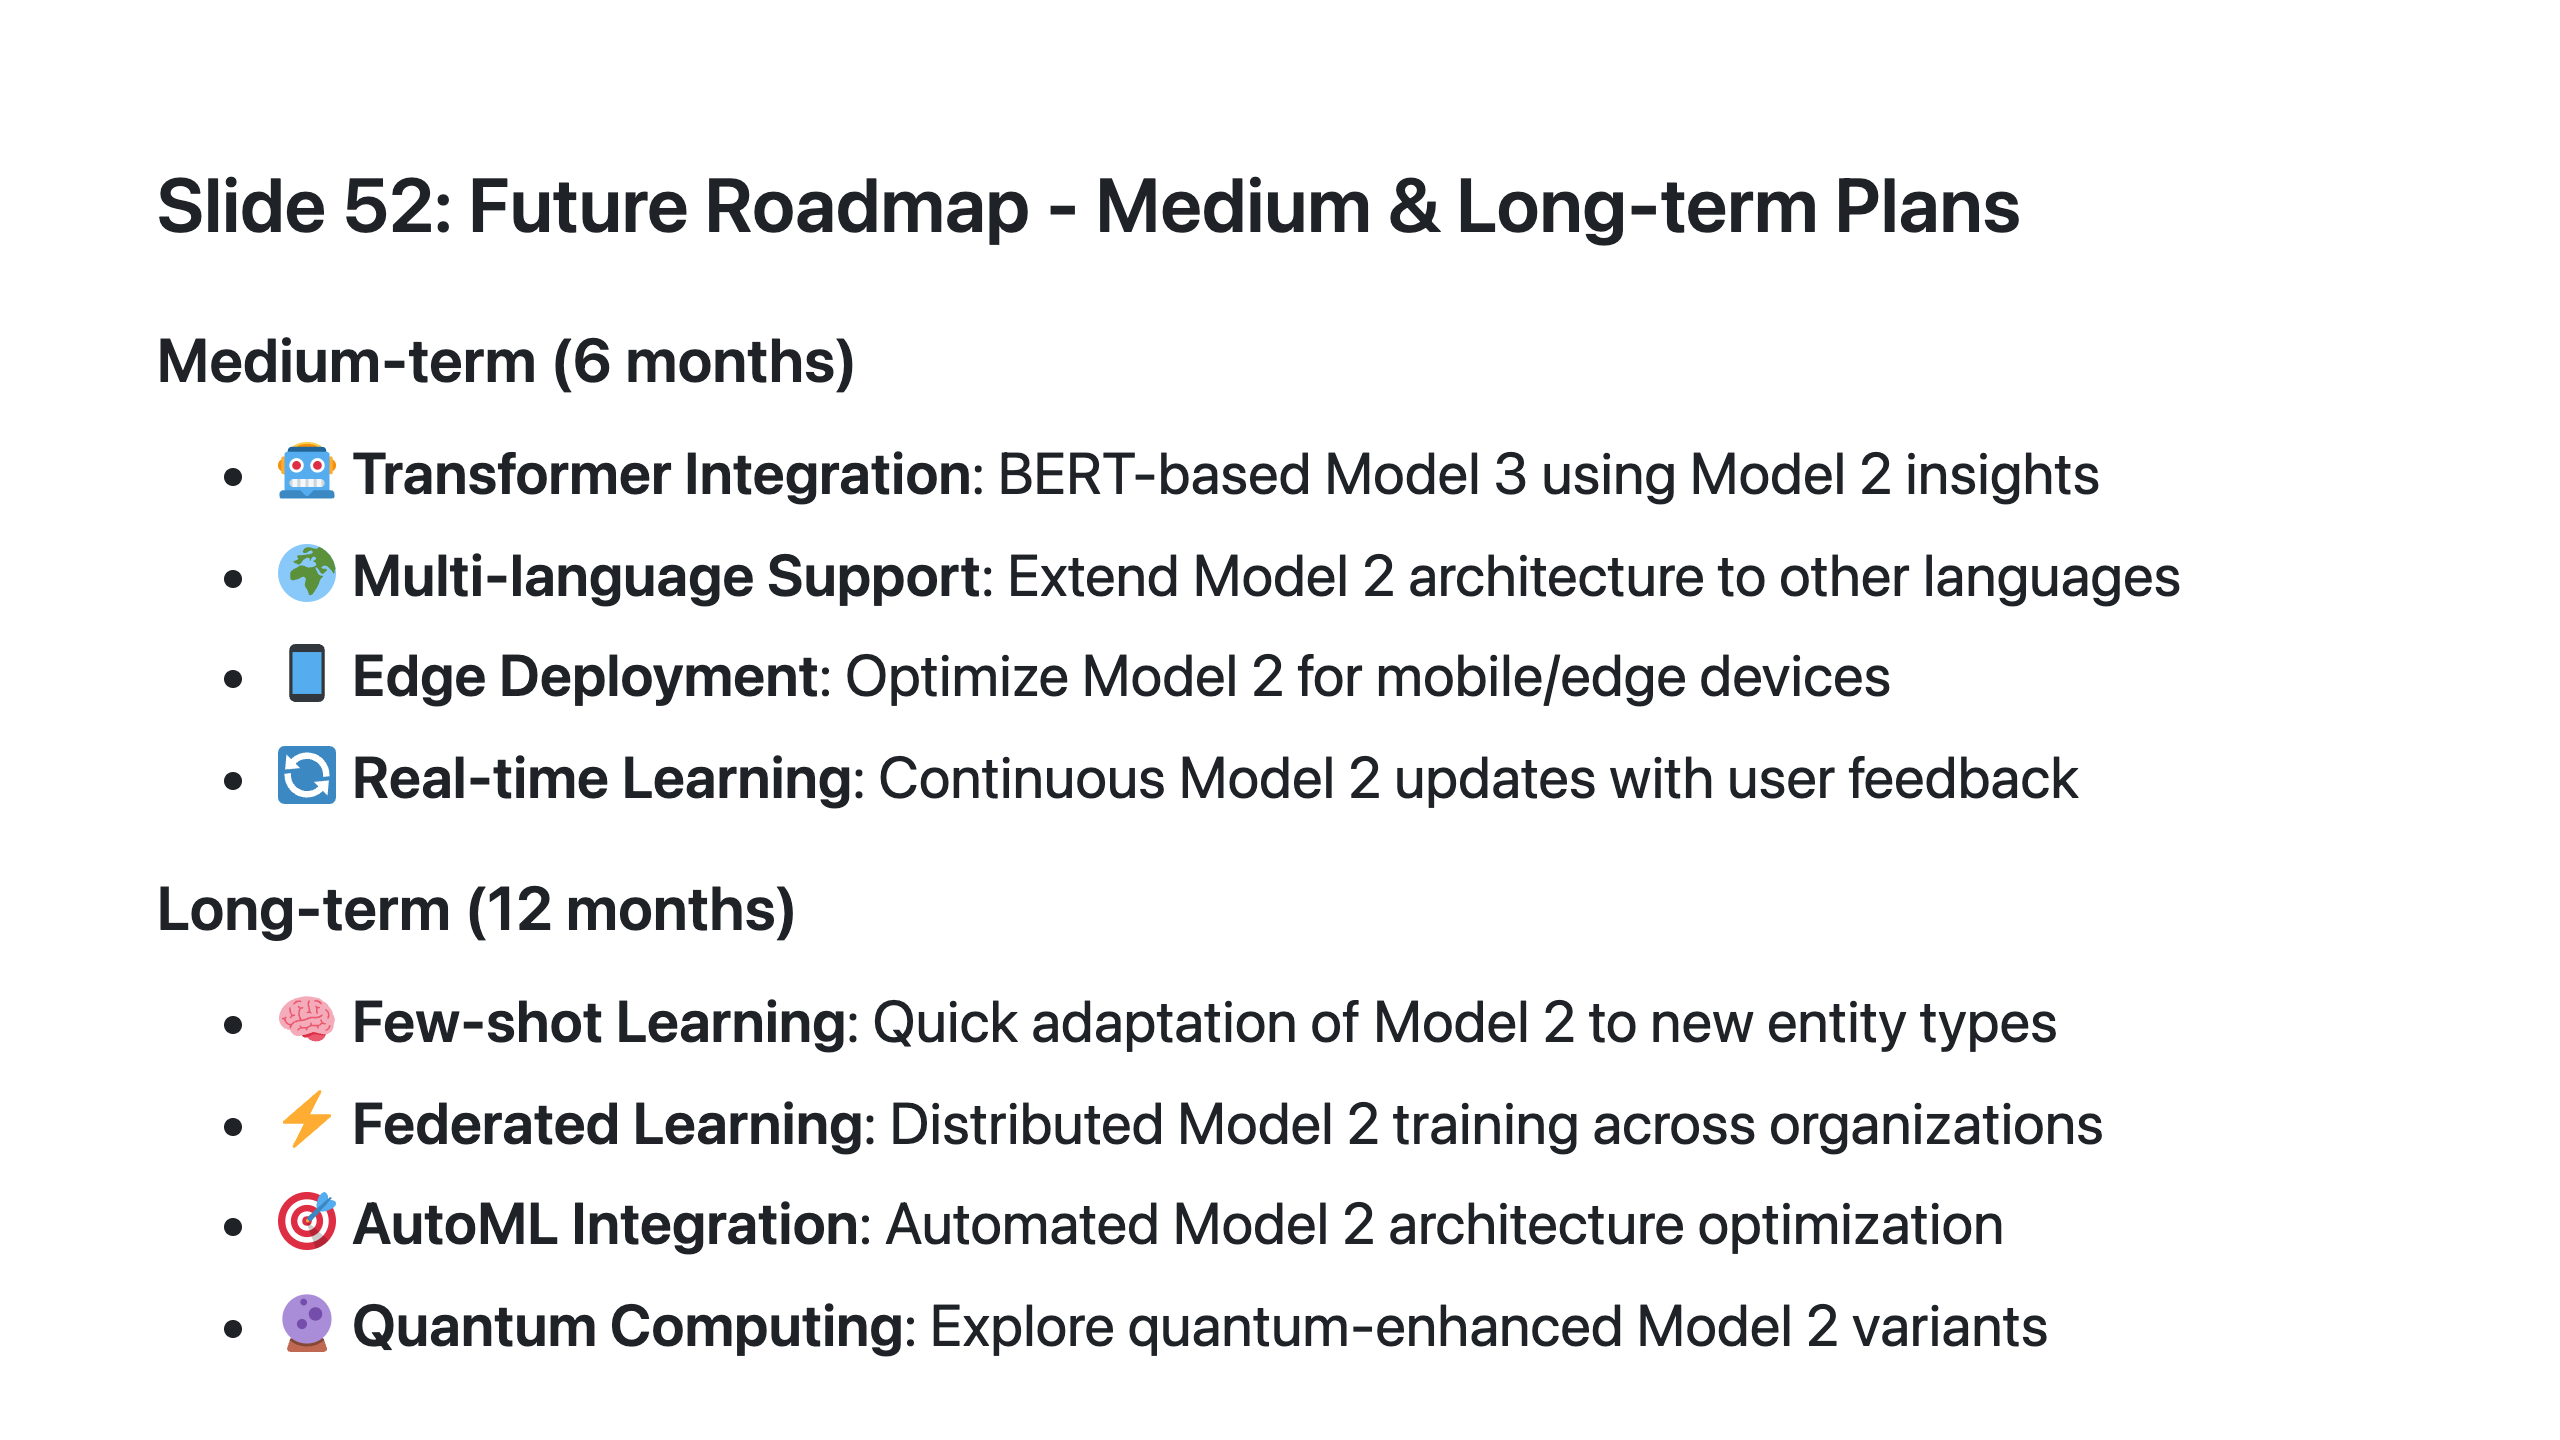 Slide 52: Future Roadmap - Medium & Long-term Plans
Medium-term (6 months)
• 🤖 Transformer Integration: BERT-based Model 3 using Model 2 insights
• 🌍 Multi-language Support: Extend Model 2 architecture to other languages
• 📱 Edge Deployment: Optimize Model 2 for mobile/edge devices
• 🔄 Real-time Learning: Continuous Model 2 updates with user feedback
Long-term (12 months)
• 🧠 Few-shot Learning: Quick adaptation of Model 2 to new entity types
• ⚡ Federated Learning: Distributed Model 2 training across organizations
• 🎯 AutoML Integration: Automated Model 2 architecture optimization
• 🔮 Quantum Computing: Explore quantum-enhanced Model 2 variants